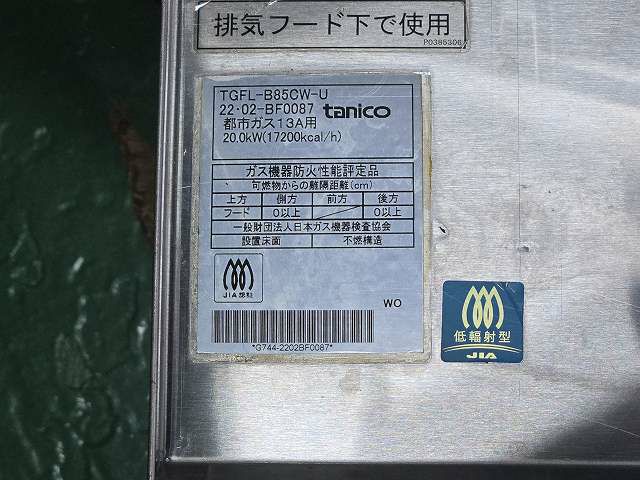 排気フード下で使用
P0385306
TGFL-B85CW-U
22・02-BF0087 tanico
都市ガス13A用
20.0kW(17200kcal/h)
ガス機器防火性能評定品
可燃物からの離隔距離(cm)
上方 側方 前方 後方
フード 0以上 0以上
一般財団法人日本ガス機器検査協会
設置床面 不燃構造
JIA認証
WO
*G744-2202BF0087*
低輻射型
JIA